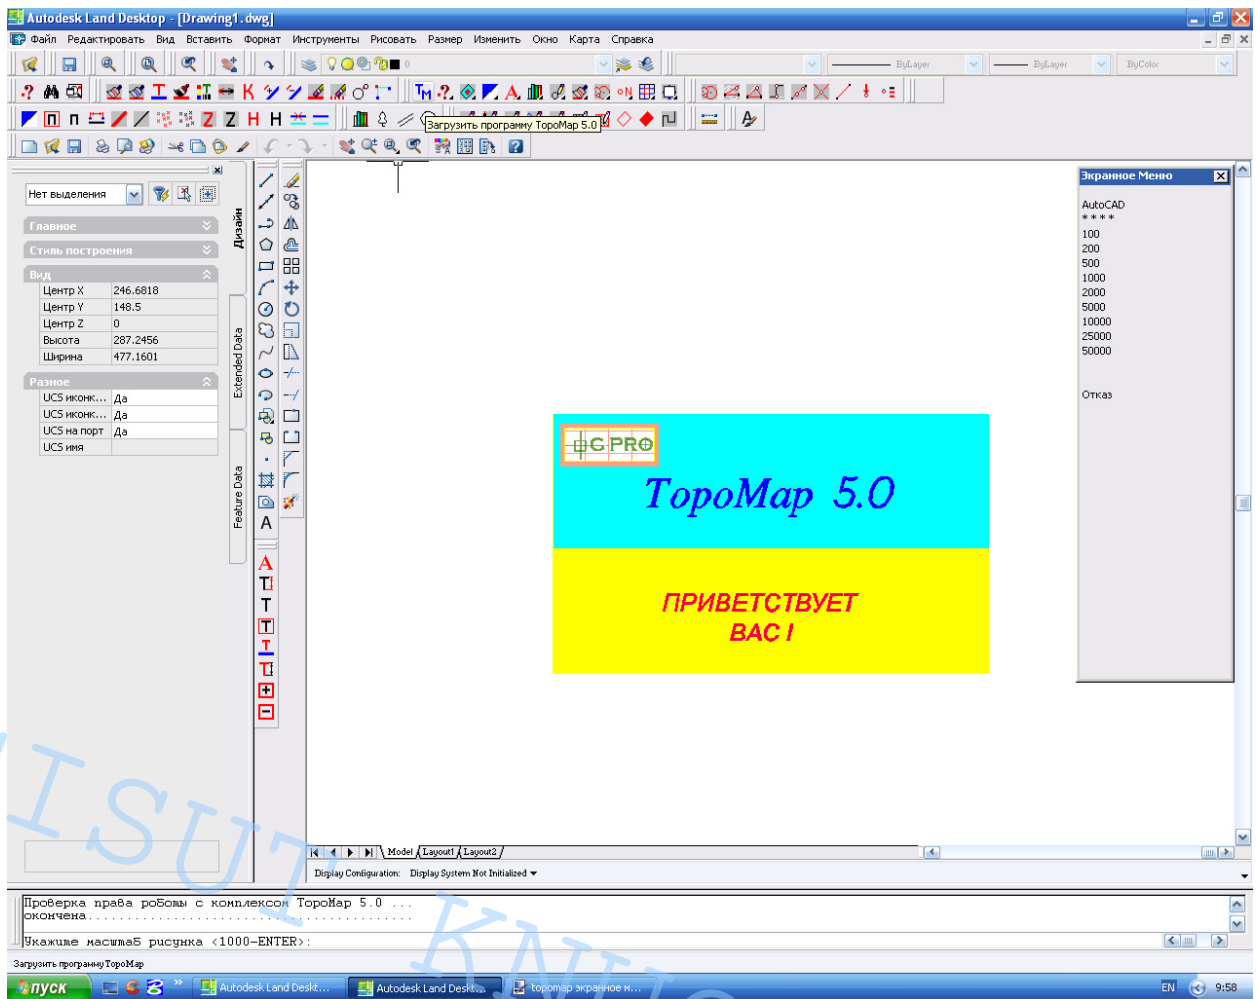 Autodesk Land Desktop - [Drawing1.dwg]
Файл Редактировать Вид Вставить Формат Инструменты Рисовать Размер Изменить Окно Карта Справка
0 ByLayer ByLayer ByColor
Загрузить программу TopoMap 5.0
Нет выделения
Главное
Стиль построения
Вид
Центр X 246.6818
Центр Y 148.5
Центр Z 0
Высота 287.2456
Ширина 477.1601
Разное
UCS иконк... Да
UCS иконк... Да
UCS на порт Да
UCS имя
Дизайн
Extended Data
Feature Data
Экранное Меню
AutoCAD
* * * *
100
200
500
1000
2000
5000
10000
25000
50000
Отказ
G PRO
TopoMap 5.0
ПРИВЕТСТВУЕТ
ВАС !
Model Layout1 Layout2
Display Configuration: Display System Not Initialized
Проверка права роботы с комплексом TopoMap 5.0 ...
окончена.........................................
Укажите масштаб рисунка <1000-ENTER>:
Загрузить программу TopoMap
пуск Autodesk Land Deskt... Autodesk Land Deskt... topomap экранное м... EN 9:58
ISUT KNU